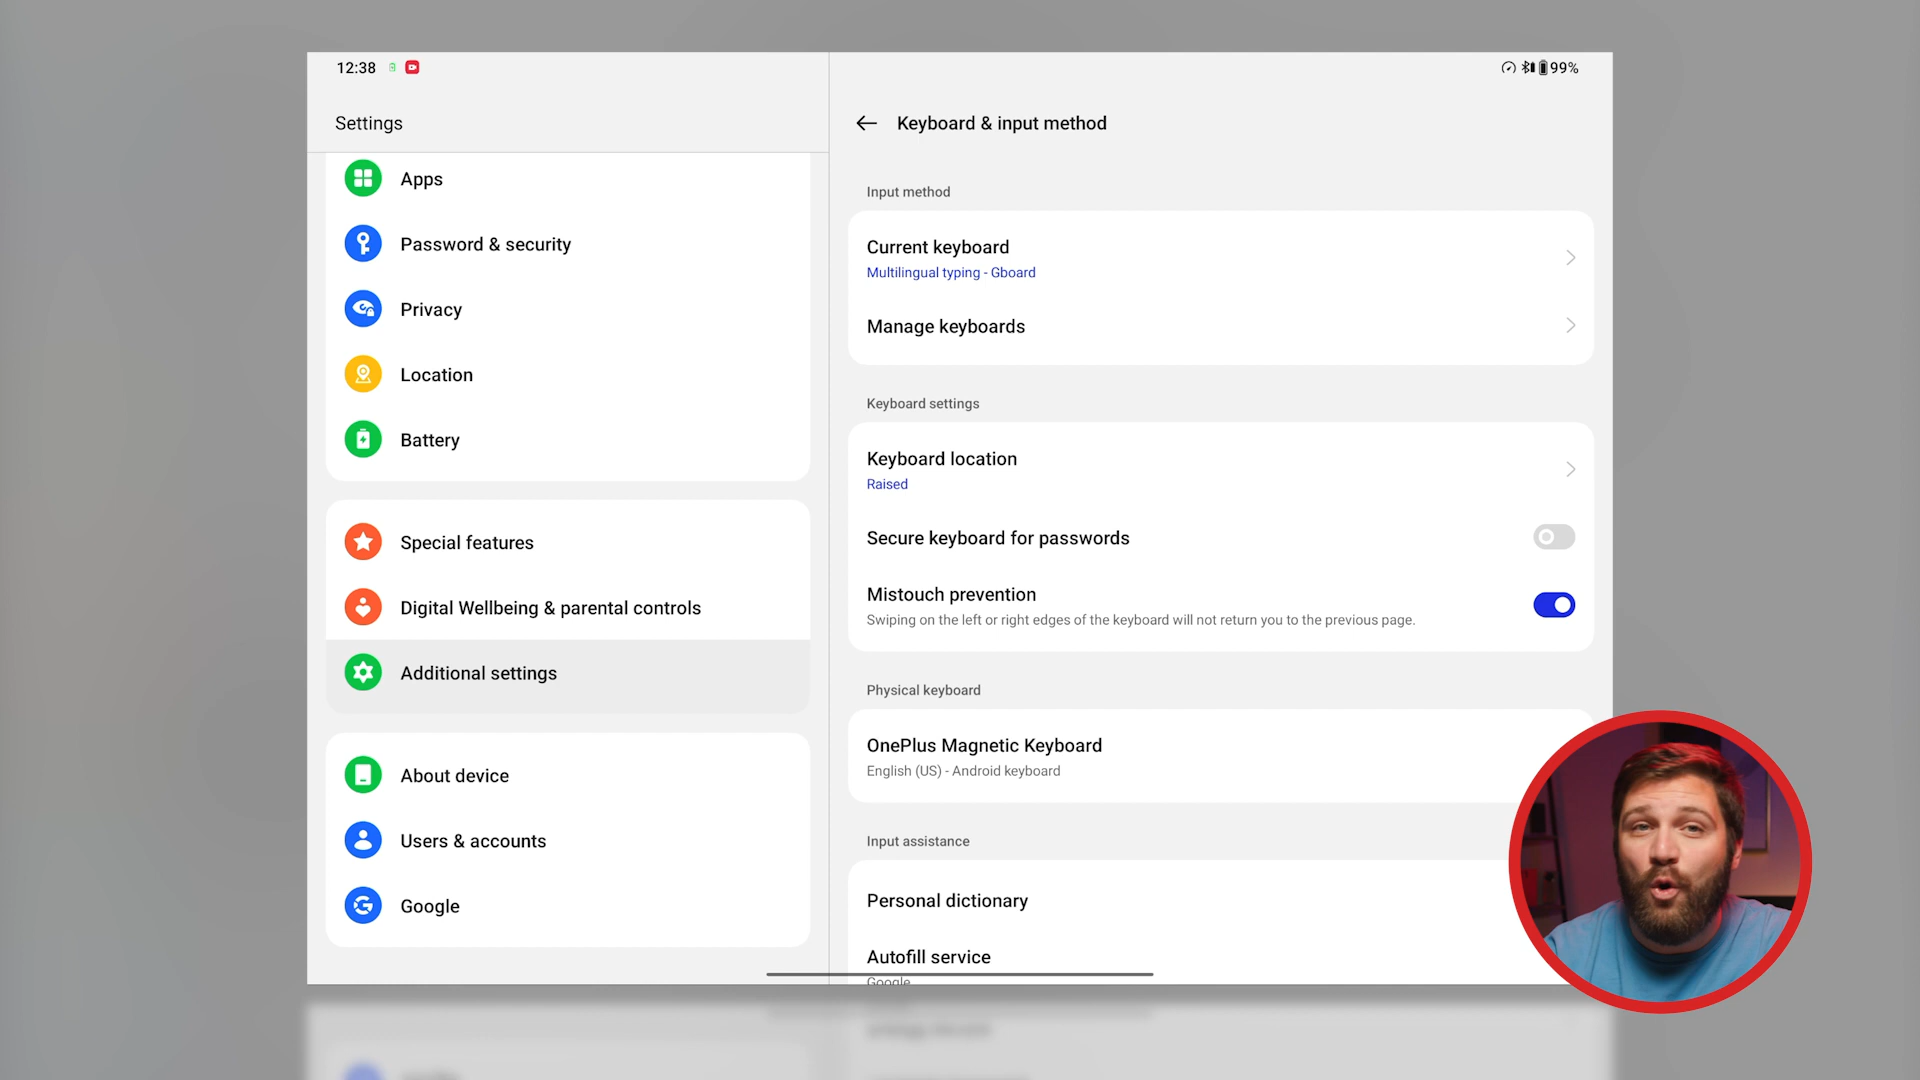 12:38
99%
Settings
Apps
Password & security
Privacy
Location
Battery
Special features
Digital Wellbeing & parental controls
Additional settings
About device
Users & accounts
Google
Keyboard & input method
Input method
Current keyboard
Multilingual typing - Gboard
Manage keyboards
Keyboard settings
Keyboard location
Raised
Secure keyboard for passwords
Mistouch prevention
Swiping on the left or right edges of the keyboard will not return you to the previous page.
Physical keyboard
OnePlus Magnetic Keyboard
English (US) - Android keyboard
Input assistance
Personal dictionary
Autofill service
Google